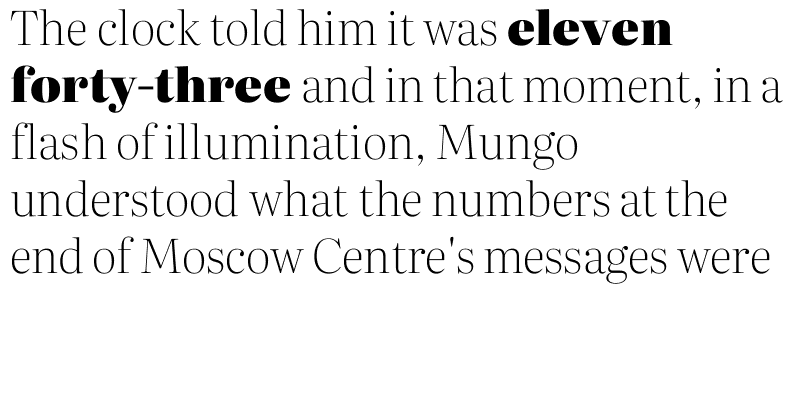 The clock told him it was eleven
forty-three and in that moment, in a
flash of illumination, Mungo
understood what the numbers at the
end of Moscow Centre's messages were